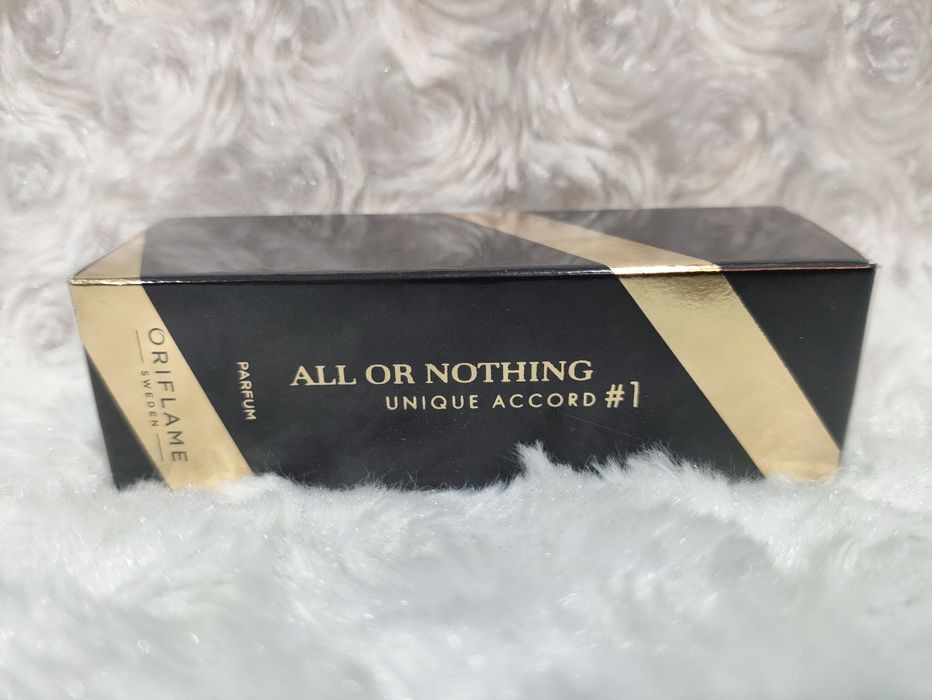 ORIFLAME
SWEDEN
PARFUM
ALL OR NOTHING
UNIQUE ACCORD #1